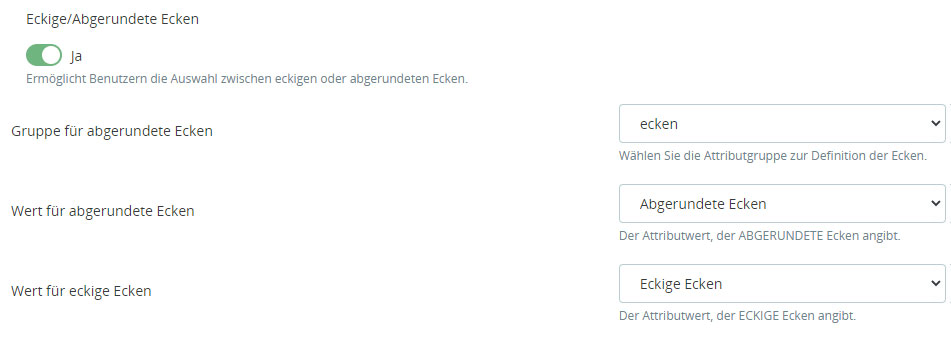 Eckige/Abgerundete Ecken
Ja
Ermöglicht Benutzern die Auswahl zwischen eckigen oder abgerundeten Ecken.
Gruppe für abgerundete Ecken
ecken
Wählen Sie die Attributgruppe zur Definition der Ecken.
Wert für abgerundete Ecken
Abgerundete Ecken
Der Attributwert, der ABGERUNDETE Ecken angibt.
Wert für eckige Ecken
Eckige Ecken
Der Attributwert, der ECKIGE Ecken angibt.